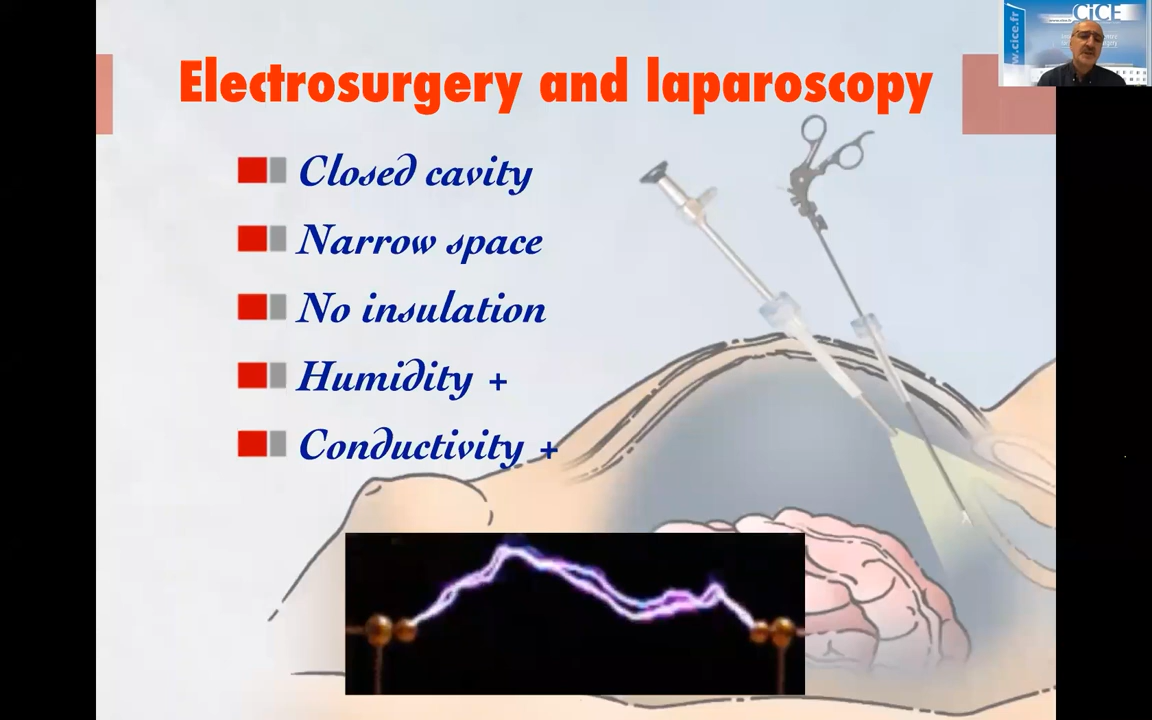 Electrosurgery and laparoscopy
Closed cavity
Narrow space
No insulation
Humidity +
Conductivity +
CICE
www.cice.fr